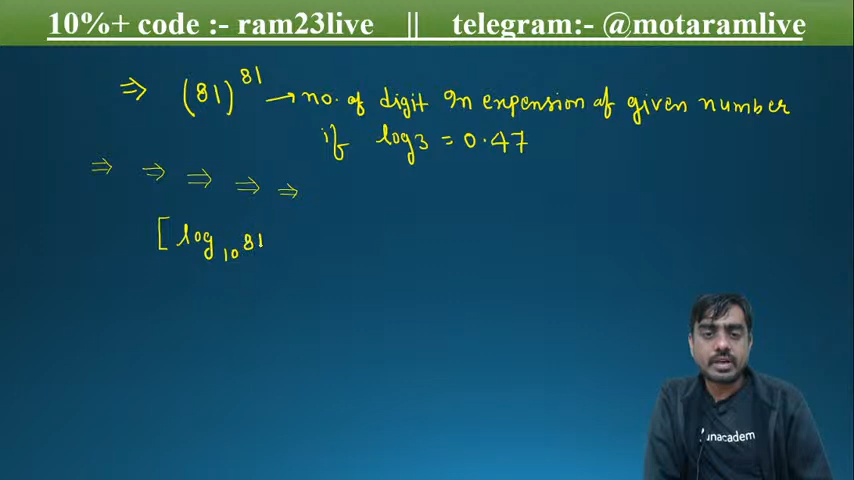 10%+ code :- ram23live || telegram:- @motaramlive
⇒ (81)^81 → no. of digit in expension of given number
if log3 = 0.47
⇒ ⇒ ⇒ ⇒ ⇒
[ log₁₀ 81
unacadem